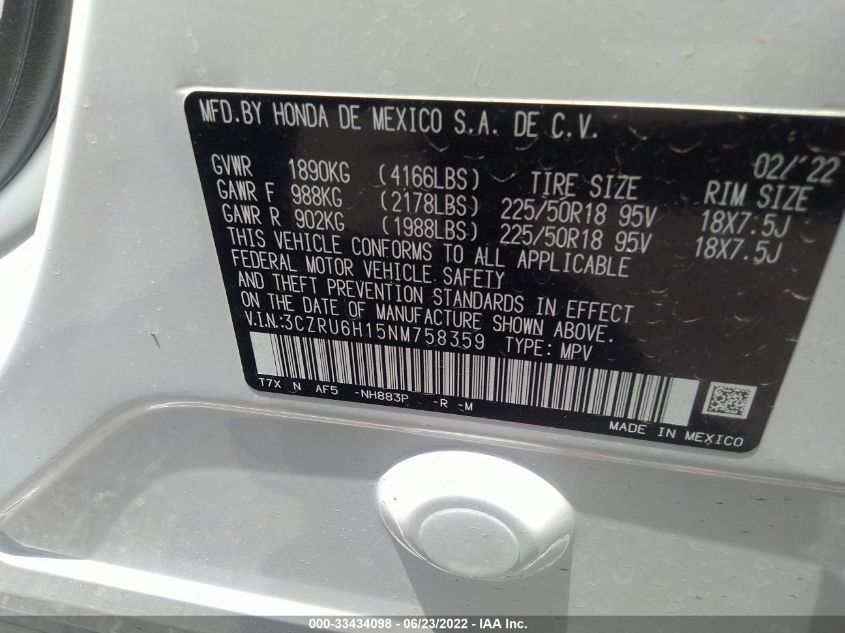 MFD.BY HONDA DE MEXICO S.A. DE C.V.
02/'22
GVWR 1890KG (4166LBS) TIRE SIZE RIM SIZE
GAWR F 988KG (2178LBS) 225/50R18 95V 18X7.5J
GAWR R 902KG (1988LBS) 225/50R18 95V 18X7.5J
THIS VEHICLE CONFORMS TO ALL APPLICABLE
FEDERAL MOTOR VEHICLE SAFETY
AND THEFT PREVENTION STANDARDS IN EFFECT
ON THE DATE OF MANUFACTURE SHOWN ABOVE.
V.I.N.:3CZRU6H15NM758359 TYPE: MPV
T7X N AF5 -NH883P -R -M
MADE IN MEXICO
000-33434098 - 06/23/2022 - IAA Inc.